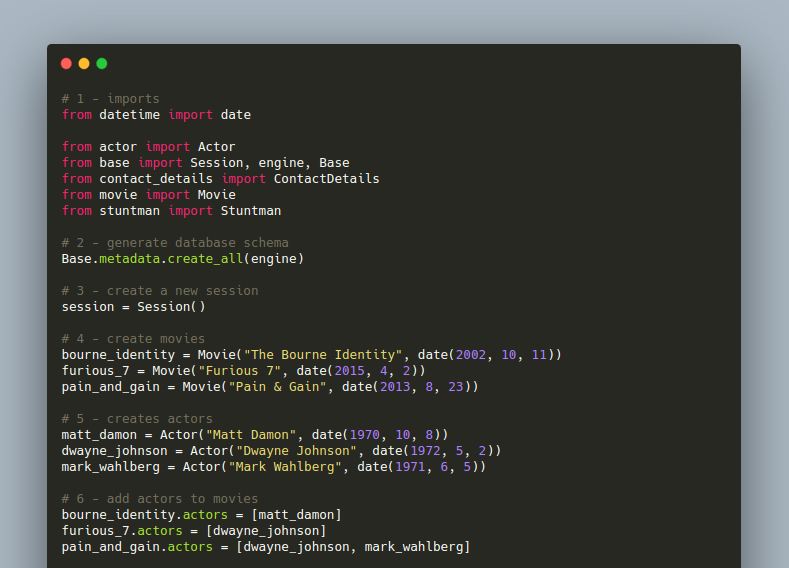 # 1 - imports
from datetime import date
from actor import Actor
from base import Session, engine, Base
from contact_details import ContactDetails
from movie import Movie
from stuntman import Stuntman
# 2 - generate database schema
Base.metadata.create_all(engine)
# 3 - create a new session
session = Session()
# 4 - create movies
bourne_identity = Movie("The Bourne Identity", date(2002, 10, 11))
furious_7 = Movie("Furious 7", date(2015, 4, 2))
pain_and_gain = Movie("Pain & Gain", date(2013, 8, 23))
# 5 - creates actors
matt_damon = Actor("Matt Damon", date(1970, 10, 8))
dwayne_johnson = Actor("Dwayne Johnson", date(1972, 5, 2))
mark_wahlberg = Actor("Mark Wahlberg", date(1971, 6, 5))
# 6 - add actors to movies
bourne_identity.actors = [matt_damon]
furious_7.actors = [dwayne_johnson]
pain_and_gain.actors = [dwayne_johnson, mark_wahlberg]